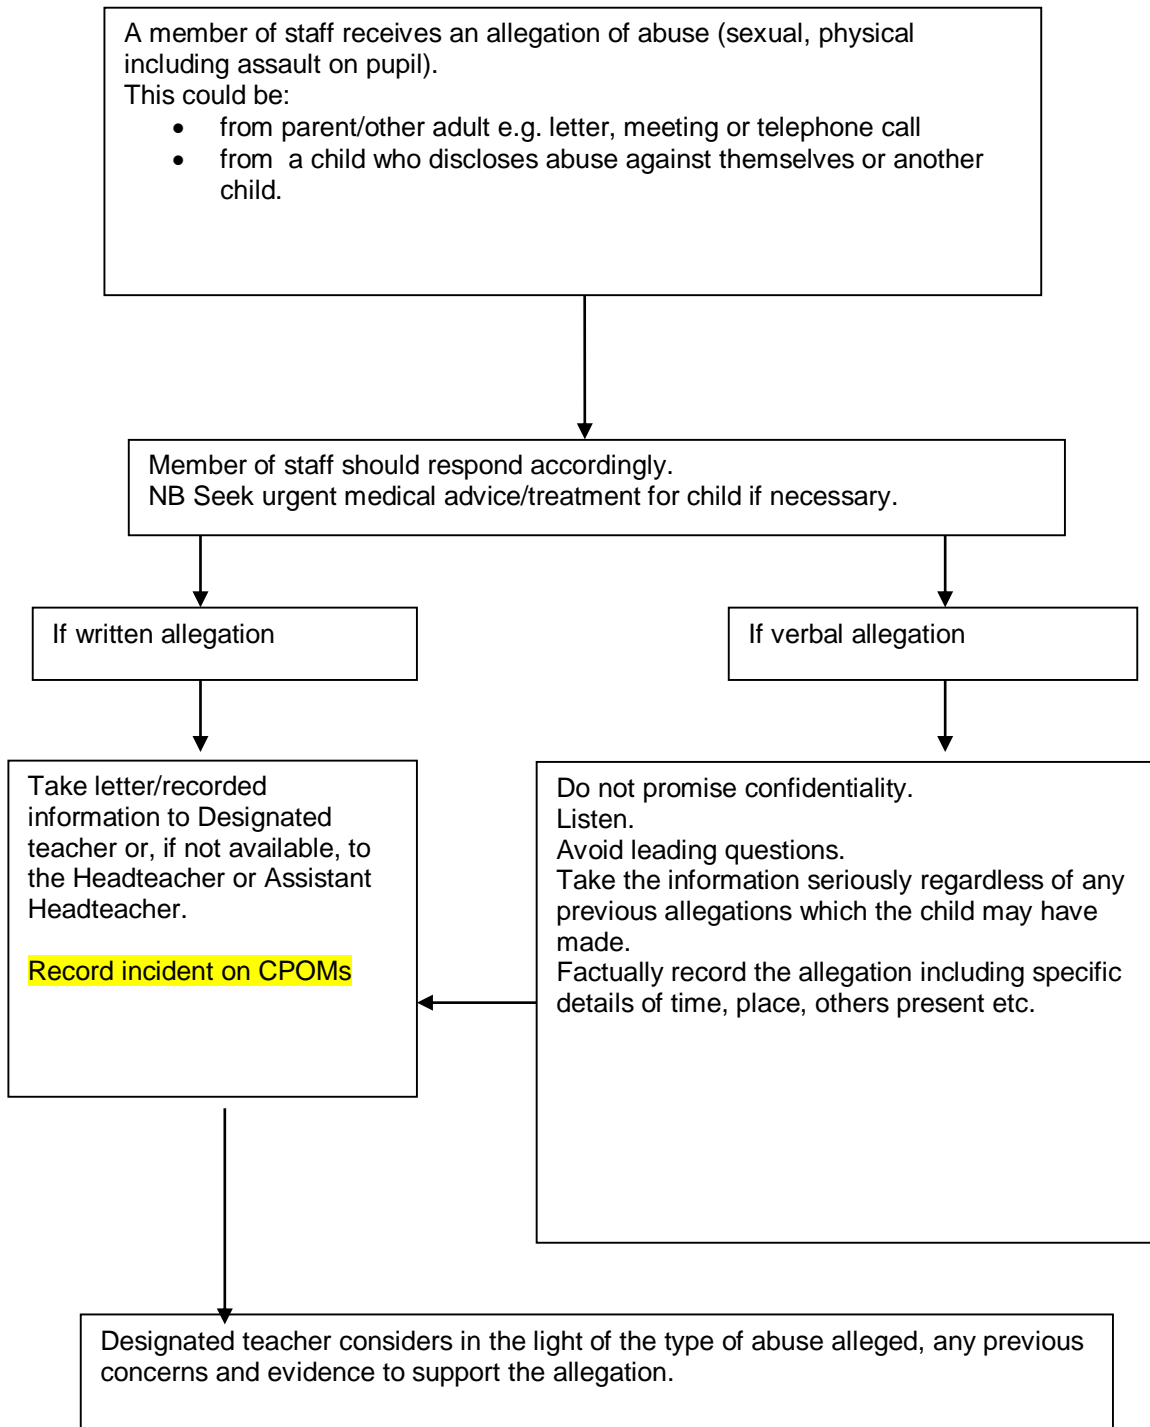 A member of staff receives an allegation of abuse (sexual, physical
including assault on pupil).
This could be:
• from parent/other adult e.g. letter, meeting or telephone call
• from a child who discloses abuse against themselves or another
child.
Member of staff should respond accordingly.
NB Seek urgent medical advice/treatment for child if necessary.
If written allegation
If verbal allegation
Take letter/recorded
information to Designated
teacher or, if not available, to
the Headteacher or Assistant
Headteacher.
Record incident on CPOMs
Do not promise confidentiality.
Listen.
Avoid leading questions.
Take the information seriously regardless of any
previous allegations which the child may have
made.
Factually record the allegation including specific
details of time, place, others present etc.
Designated teacher considers in the light of the type of abuse alleged, any previous
concerns and evidence to support the allegation.